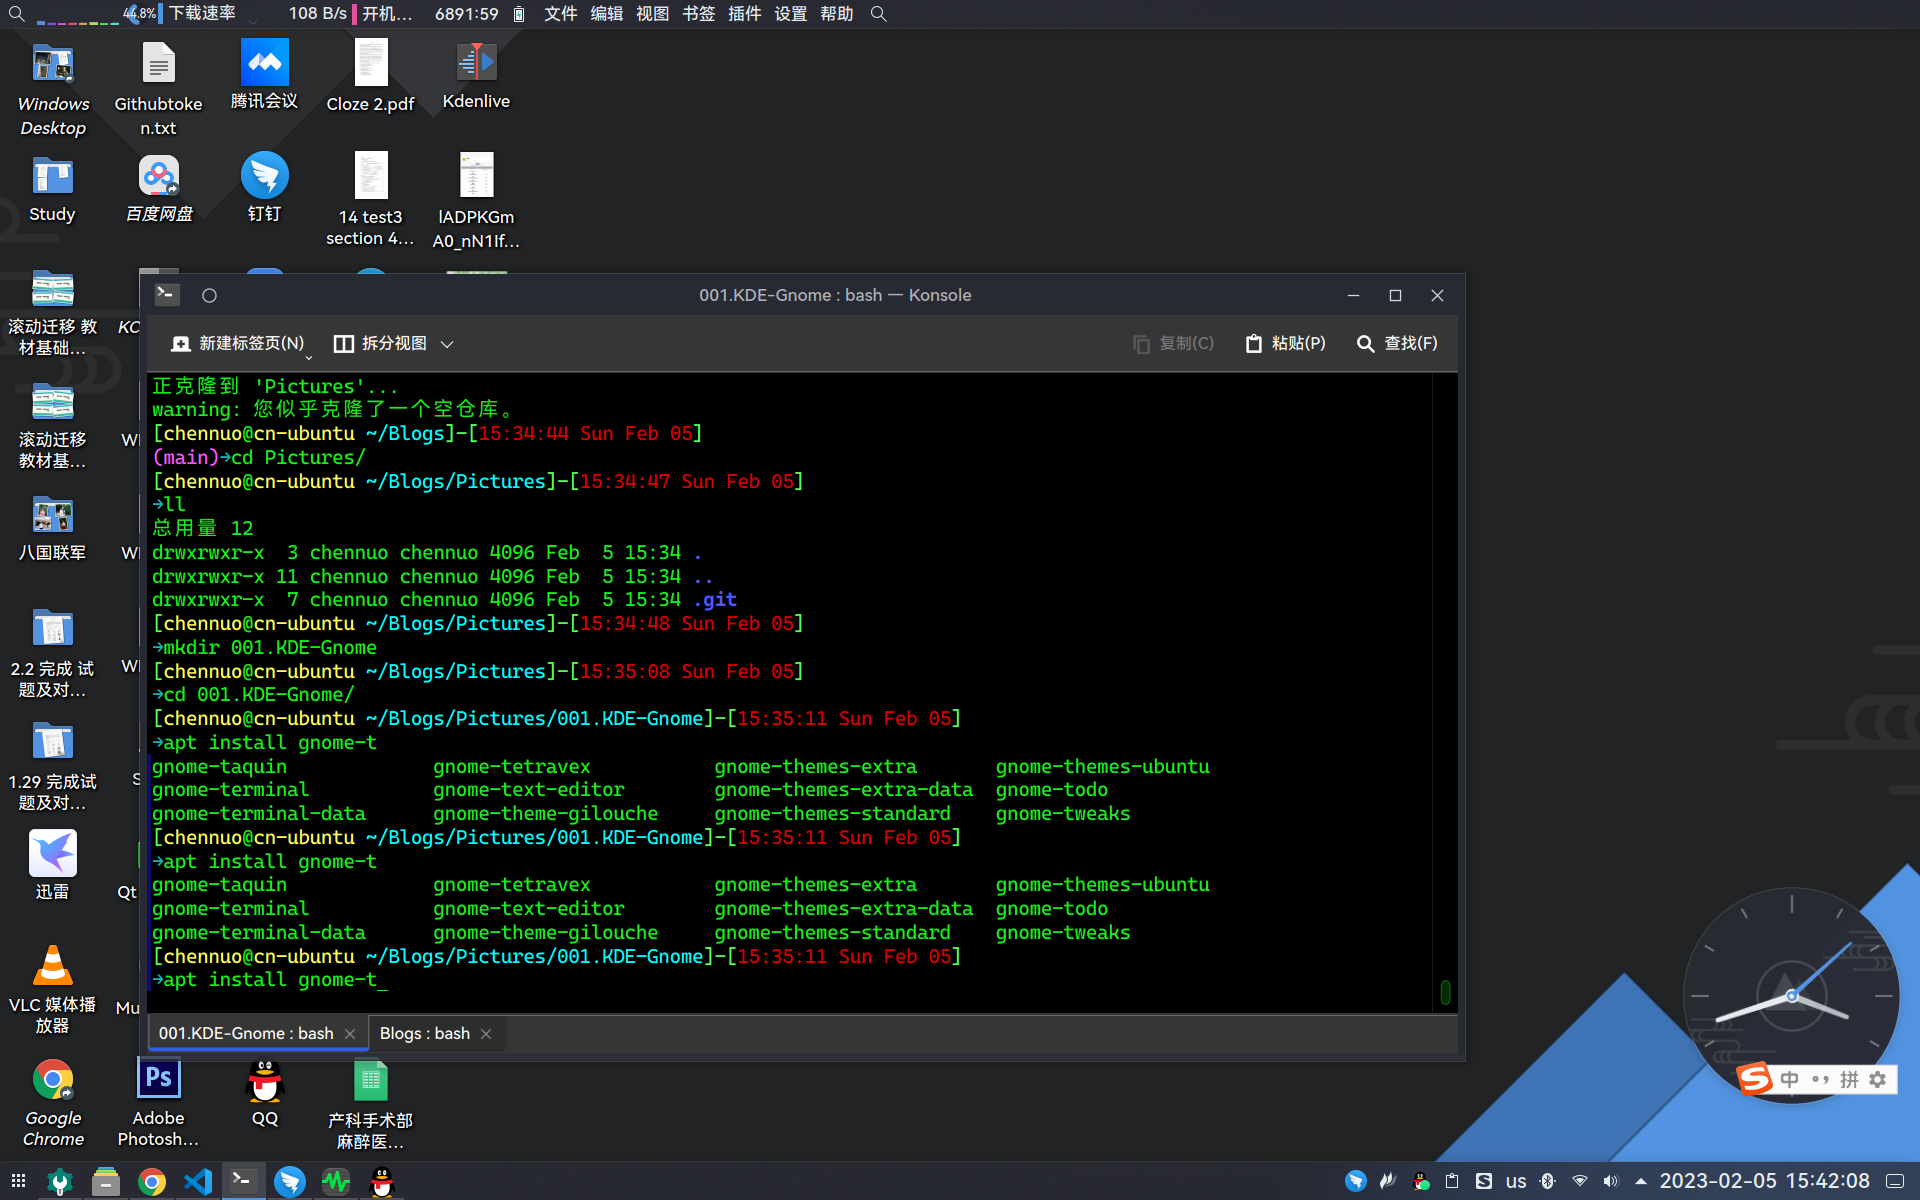 44.8% 下载速率 108 B/s 开机... 6891:59 文件 编辑 视图 书签 插件 设置 帮助
Windows Desktop
Githubtoke n.txt
腾讯会议
Cloze 2.pdf
Kdenlive
Study
百度网盘
钉钉
14 test3 section 4...
lADPKGm A0_nN1If...
滚动迁移 教 材基础...
KC
滚动迁移 教材基...
WI
八国联军
WI
2.2 完成 试 题及对...
WI
1.29 完成试 题及对...
S
迅雷
Qt
VLC 媒体播 放器
Mu
001.KDE-Gnome : bash — Konsole
新建标签页(N) 拆分视图 复制(C) 粘贴(P) 查找(F)
正克隆到 'Pictures'...
warning: 您似乎克隆了一个空仓库。
[chennuo@cn-ubuntu ~/Blogs]-[15:34:44 Sun Feb 05]
(main)→cd Pictures/
[chennuo@cn-ubuntu ~/Blogs/Pictures]-[15:34:47 Sun Feb 05]
→ll
总用量 12
drwxrwxr-x  3 chennuo chennuo 4096 Feb  5 15:34 .
drwxrwxr-x 11 chennuo chennuo 4096 Feb  5 15:34 ..
drwxrwxr-x  7 chennuo chennuo 4096 Feb  5 15:34 .git
[chennuo@cn-ubuntu ~/Blogs/Pictures]-[15:34:48 Sun Feb 05]
→mkdir 001.KDE-Gnome
[chennuo@cn-ubuntu ~/Blogs/Pictures]-[15:35:08 Sun Feb 05]
→cd 001.KDE-Gnome/
[chennuo@cn-ubuntu ~/Blogs/Pictures/001.KDE-Gnome]-[15:35:11 Sun Feb 05]
→apt install gnome-t
gnome-taquin gnome-tetravex gnome-themes-extra gnome-themes-ubuntu
gnome-terminal gnome-text-editor gnome-themes-extra-data gnome-todo
gnome-terminal-data gnome-theme-gilouche gnome-themes-standard gnome-tweaks
[chennuo@cn-ubuntu ~/Blogs/Pictures/001.KDE-Gnome]-[15:35:11 Sun Feb 05]
→apt install gnome-t
gnome-taquin gnome-tetravex gnome-themes-extra gnome-themes-ubuntu
gnome-terminal gnome-text-editor gnome-themes-extra-data gnome-todo
gnome-terminal-data gnome-theme-gilouche gnome-themes-standard gnome-tweaks
[chennuo@cn-ubuntu ~/Blogs/Pictures/001.KDE-Gnome]-[15:35:11 Sun Feb 05]
→apt install gnome-t_
001.KDE-Gnome : bash Blogs : bash
Google Chrome
Ps
Adobe Photosh...
QQ
产科手术部 麻醉医...
S 中 拼
us 2023-02-05 15:42:08